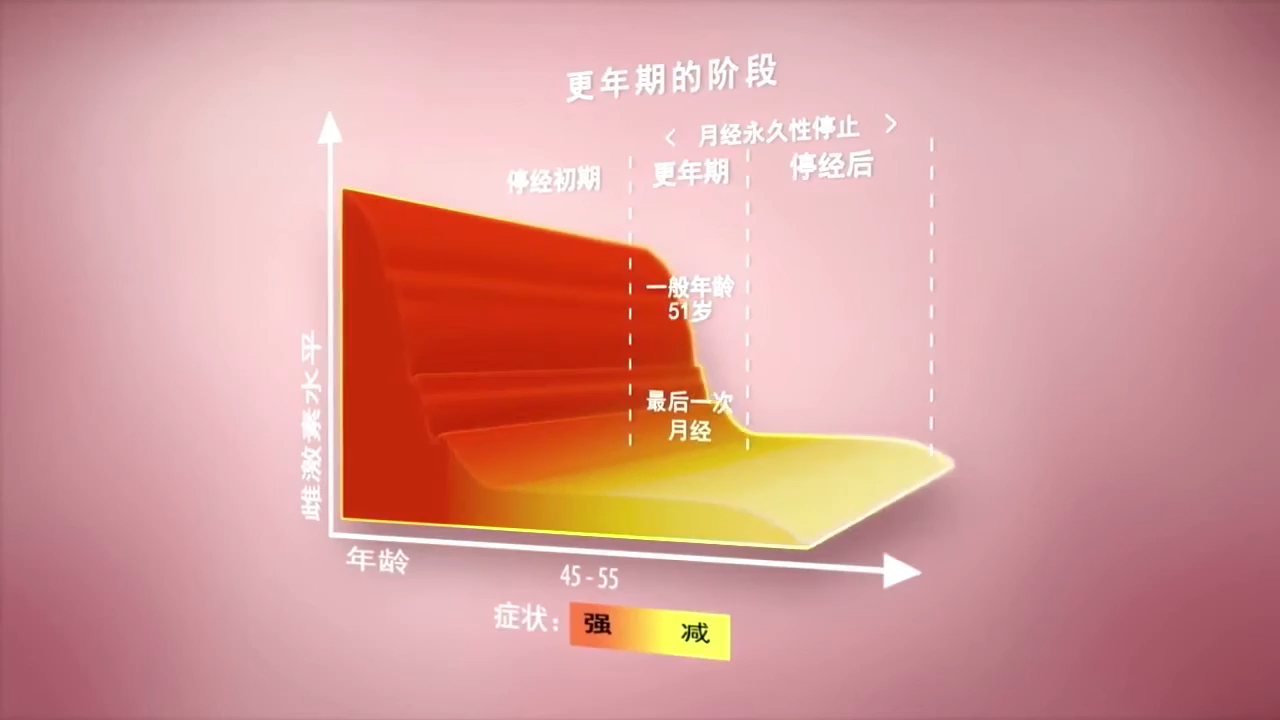 更年期的阶段
< 月经永久性停止 >
停经初期
更年期
停经后
一般年龄
51岁
最后一次
月经
雌激素水平
年龄
45-55
症状：
强
减